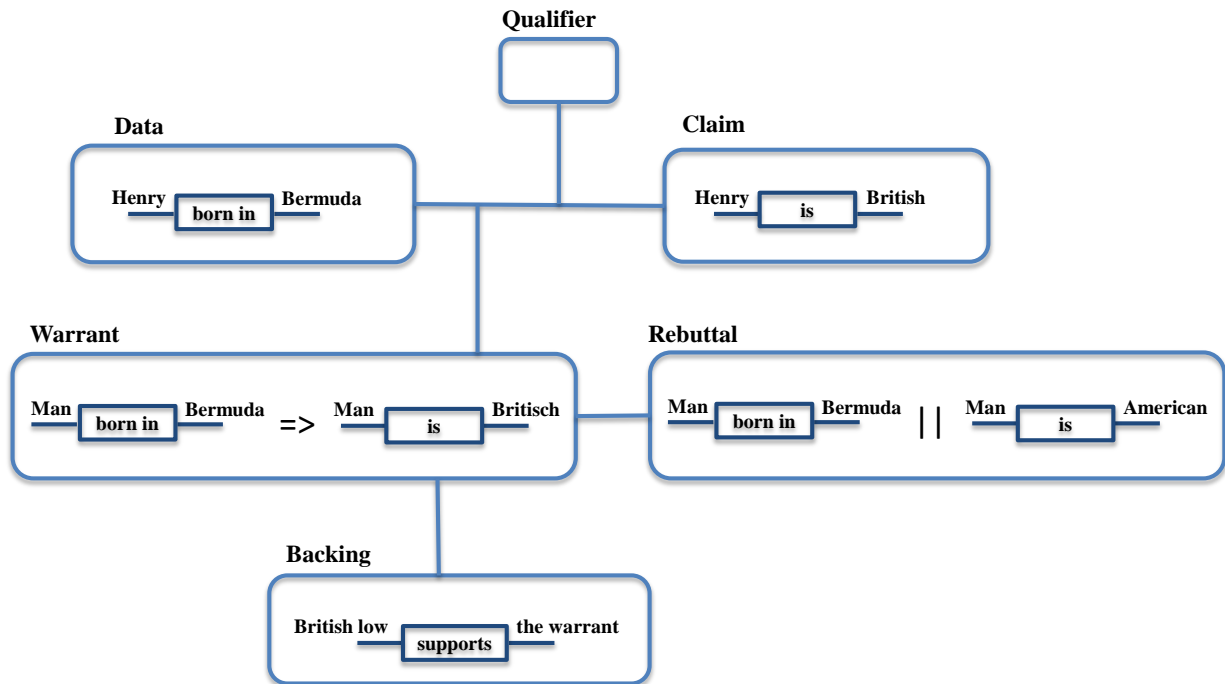 Qualifier
Data
Claim
Henry born in Bermuda
Henry is British
Warrant
Rebuttal
Man born in Bermuda => Man is Britisch
Man born in Bermuda || Man is American
Backing
British low supports the warrant